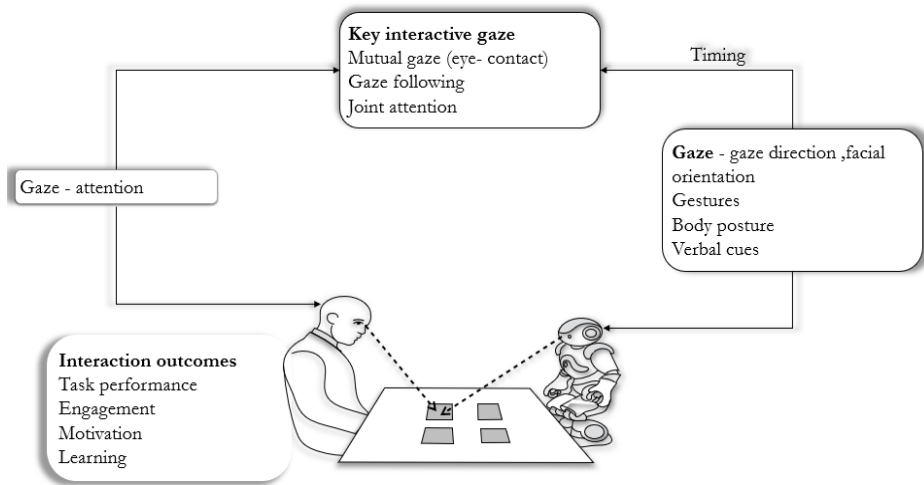 Key interactive gaze
Mutual gaze (eye- contact)
Gaze following
Joint attention
Timing
Gaze - attention
Gaze - gaze direction ,facial
orientation
Gestures
Body posture
Verbal cues
Interaction outcomes
Task performance
Engagement
Motivation
Learning